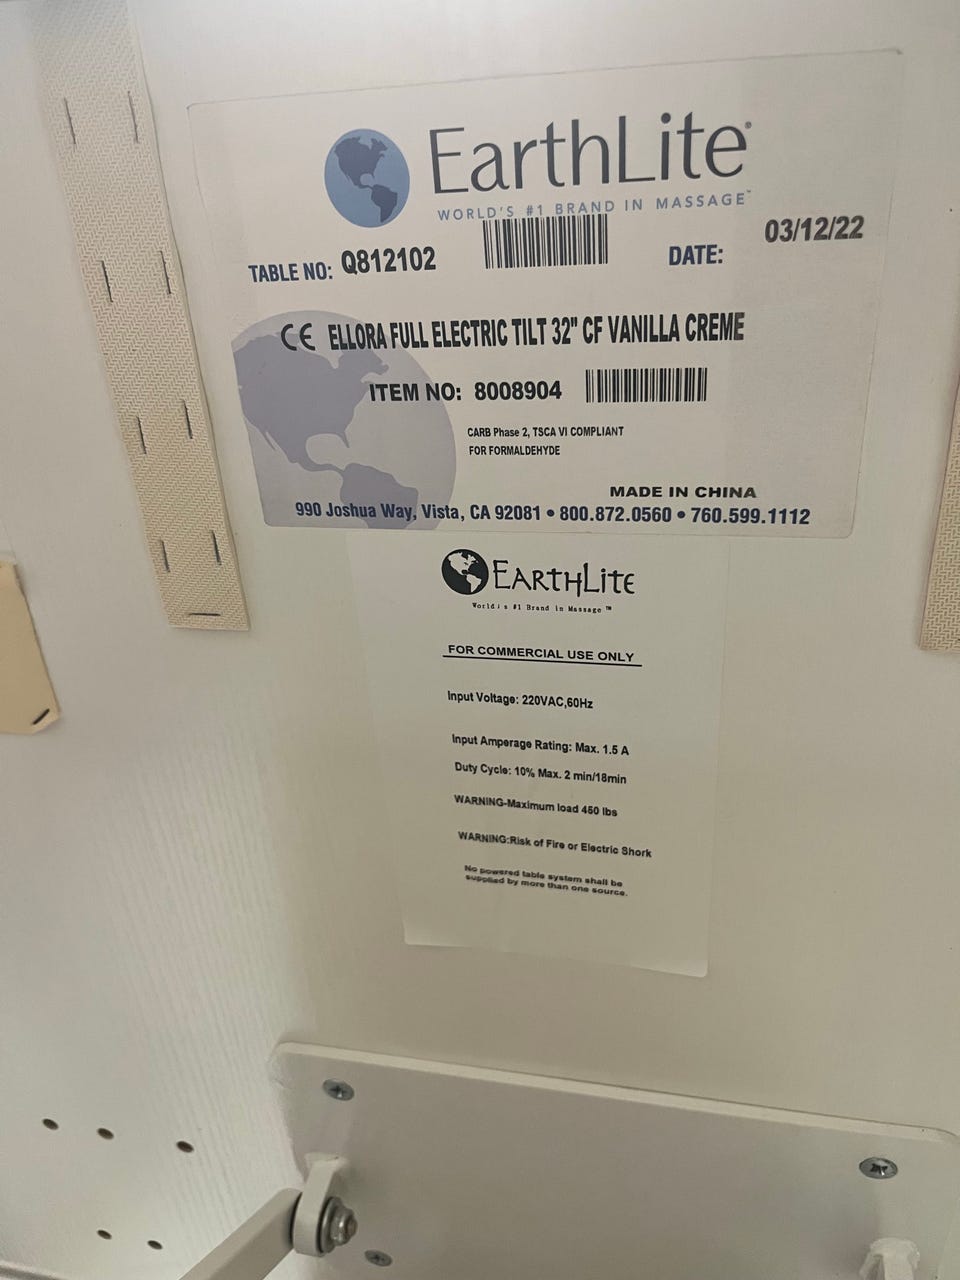 EarthLite®
WORLD'S #1 BRAND IN MASSAGE™
TABLE NO: Q812102
DATE: 03/12/22
CE ELLORA FULL ELECTRIC TILT 32" CF VANILLA CREME
ITEM NO: 8008904
CARB Phase 2, TSCA VI COMPLIANT
FOR FORMALDEHYDE
MADE IN CHINA
990 Joshua Way, Vista, CA 92081 • 800.872.0560 • 760.599.1112
EARTHLITE
World's #1 Brand in Massage ™
FOR COMMERCIAL USE ONLY
Input Voltage: 220VAC,60Hz
Input Amperage Rating: Max. 1.5 A
Duty Cycle: 10% Max. 2 min/18min
WARNING-Maximum load 450 lbs
WARNING:Risk of Fire or Electric Shork
No powered table system shall be
supplied by more than one source.